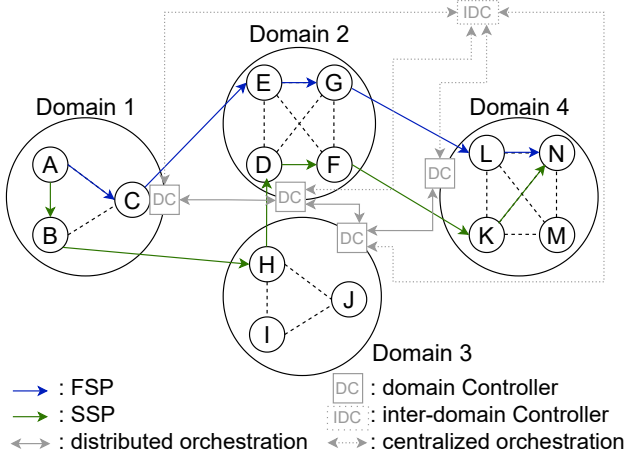 IDC
Domain 2
E
G
Domain 1
Domain 4
A
D
F
L
N
C
DC
DC
DC
B
DC
K
M
H
J
I
Domain 3
: FSP
DC : domain Controller
: SSP
IDC : inter-domain Controller
: distributed orchestration
: centralized orchestration